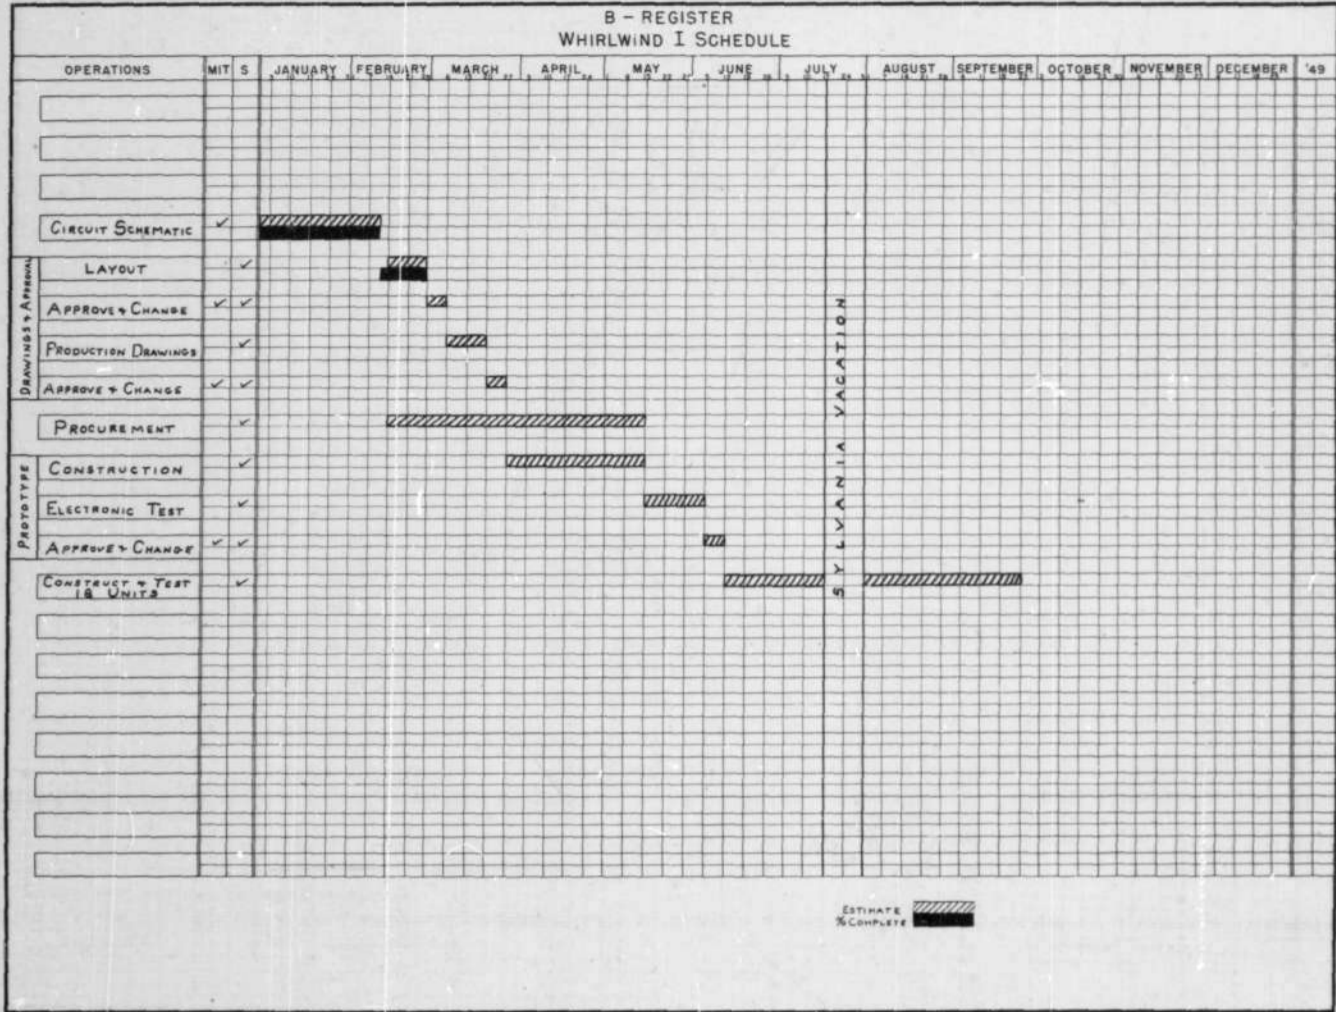 B - REGISTER
WHIRLWIND I SCHEDULE
OPERATIONS MIT S JANUARY FEBRUARY MARCH APRIL MAY JUNE JULY AUGUST SEPTEMBER OCTOBER NOVEMBER DECEMBER '49
CIRCUIT SCHEMATIC ✓
DRAWINGS & APPROVAL
LAYOUT ✓
APPROVE & CHANGE ✓ ✓
PRODUCTION DRAWINGS ✓
APPROVE & CHANGE ✓ ✓
PROCUREMENT ✓
PROTOTYPE
CONSTRUCTION ✓
ELECTRONIC TEST ✓
APPROVE & CHANGE ✓ ✓
CONSTRUCT & TEST ✓
18 UNITS
SYLVANIA VACATION
ESTIMATE
% COMPLETE